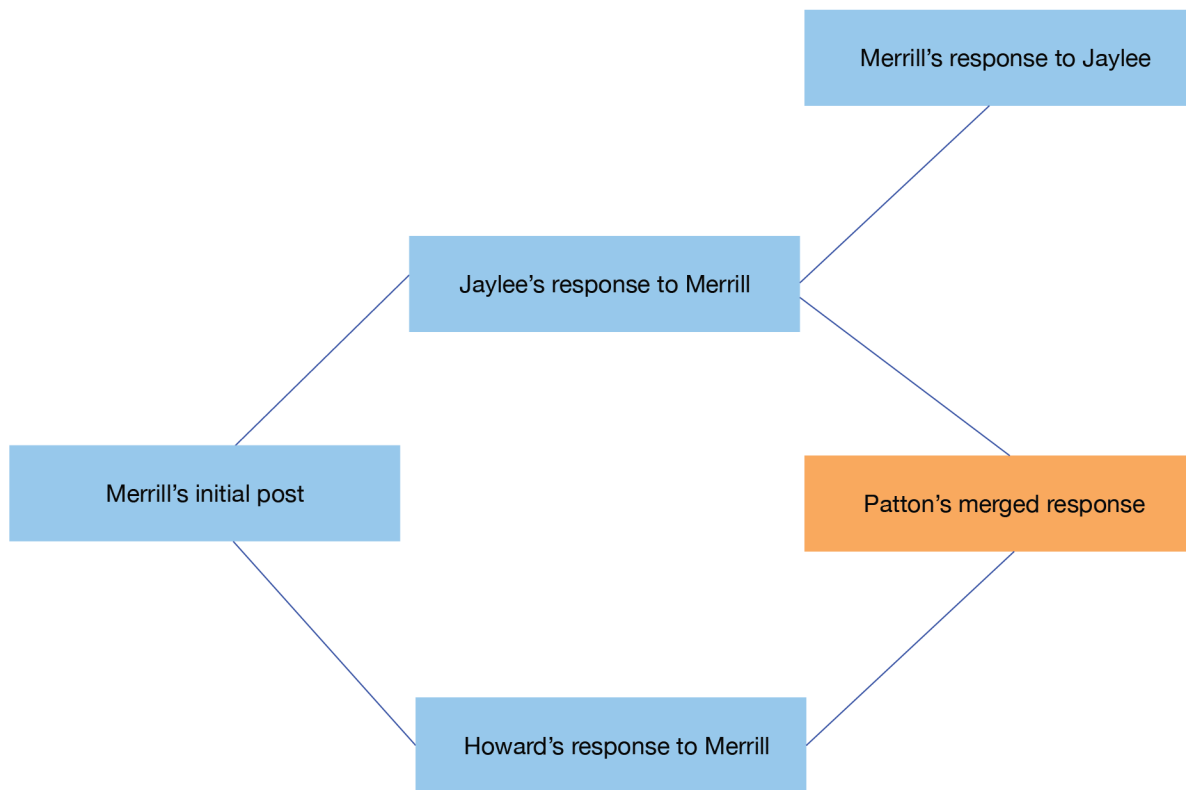 Merrill’s response to Jaylee
Jaylee’s response to Merrill
Merrill’s initial post
Patton’s merged response
Howard’s response to Merrill